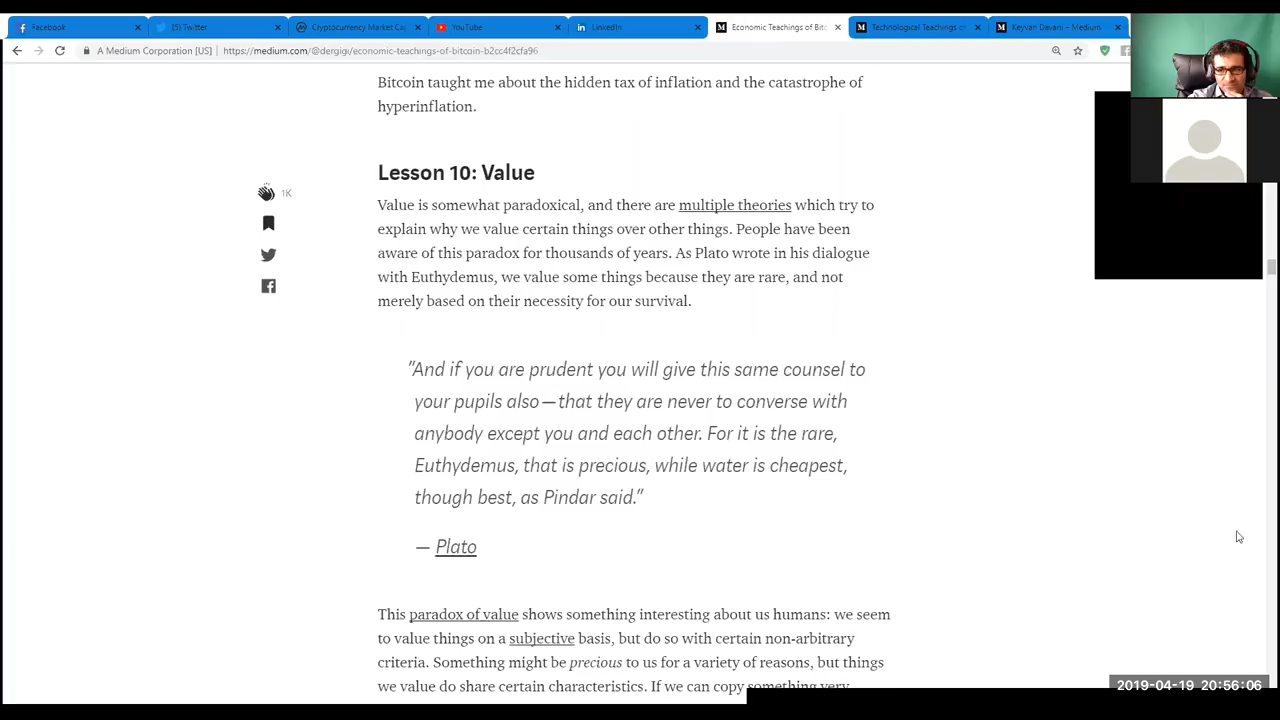 Facebook
(5) Twitter
Cryptocurrency Market Ca
YouTube
LinkedIn
Economic Teachings of Bitc
Technological Teachings of
Keyvan Davani – Medium
A Medium Corporation [US] | https://medium.com/@dergigi/economic-teachings-of-bitcoin-b2cc4f2cfa96
Bitcoin taught me about the hidden tax of inflation and the catastrophe of
hyperinflation.
Lesson 10: Value
1K
Value is somewhat paradoxical, and there are multiple theories which try to
explain why we value certain things over other things. People have been
aware of this paradox for thousands of years. As Plato wrote in his dialogue
with Euthydemus, we value some things because they are rare, and not
merely based on their necessity for our survival.
"And if you are prudent you will give this same counsel to
your pupils also—that they are never to converse with
anybody except you and each other. For it is the rare,
Euthydemus, that is precious, while water is cheapest,
though best, as Pindar said."
— Plato
This paradox of value shows something interesting about us humans: we seem
to value things on a subjective basis, but do so with certain non-arbitrary
criteria. Something might be precious to us for a variety of reasons, but things
we value do share certain characteristics. If we can copy something very
2019-04-19 20:56:06